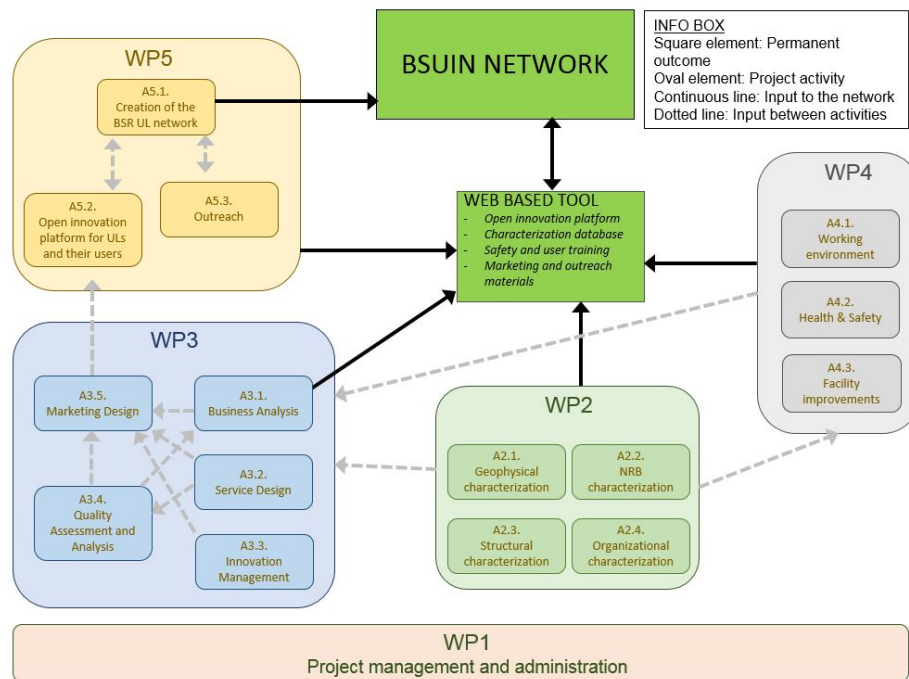 WP5
A5.1.
Creation of the
BSR UL network
A5.2.
Open innovation
platform for ULs
and their users
A5.3.
Outreach
BSUIN NETWORK
INFO BOX
Square element: Permanent
outcome
Oval element: Project activity
Continuous line: Input to the network
Dotted line: Input between activities
WEB BASED TOOL
- Open innovation platform
- Characterization database
- Safety and user training
- Marketing and outreach
materials
WP4
A4.1.
Working
environment
A4.2.
Health & Safety
A4.3.
Facility
improvements
WP3
A3.5.
Marketing Design
A3.1.
Business Analysis
A3.2.
Service Design
A3.4.
Quality
Assessment and
Analysis
A3.3.
Innovation
Management
WP2
A2.1.
Geophysical
characterization
A2.2.
NRB
characterization
A2.3.
Structural
characterization
A2.4.
Organizational
characterization
WP1
Project management and administration